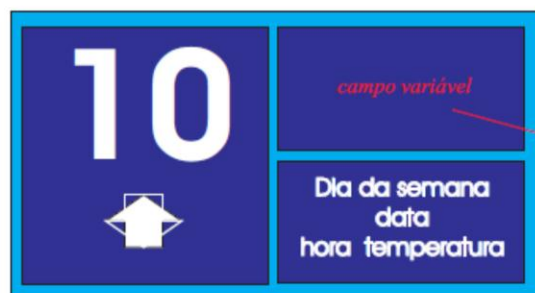 10
campo variável
Dia da semana
data
hora temperatura